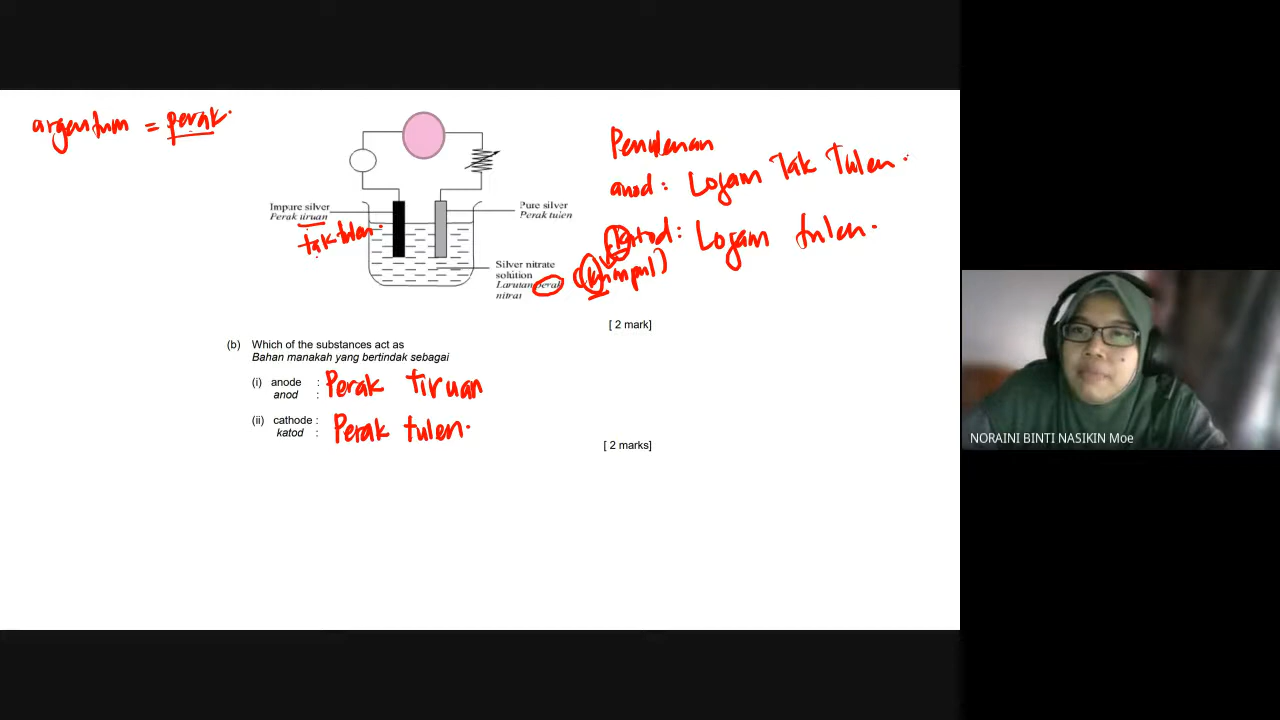 argentum = perak.
Impure silver
Perak tiruan
tak tulen.
Pure silver
Perak tulen
Silver nitrate
solution
Larutan perak
nitrat
Penulenan
anod : Logam Tak Tulen.
katod : Logam tulen.
(kumpul)
[ 2 mark]
(b) Which of the substances act as
Bahan manakah yang bertindak sebagai
(i) anode : Perak tiruan
anod :
(ii) cathode : Perak tulen.
katod :
[ 2 marks]
NORAINI BINTI NASIKIN Moe